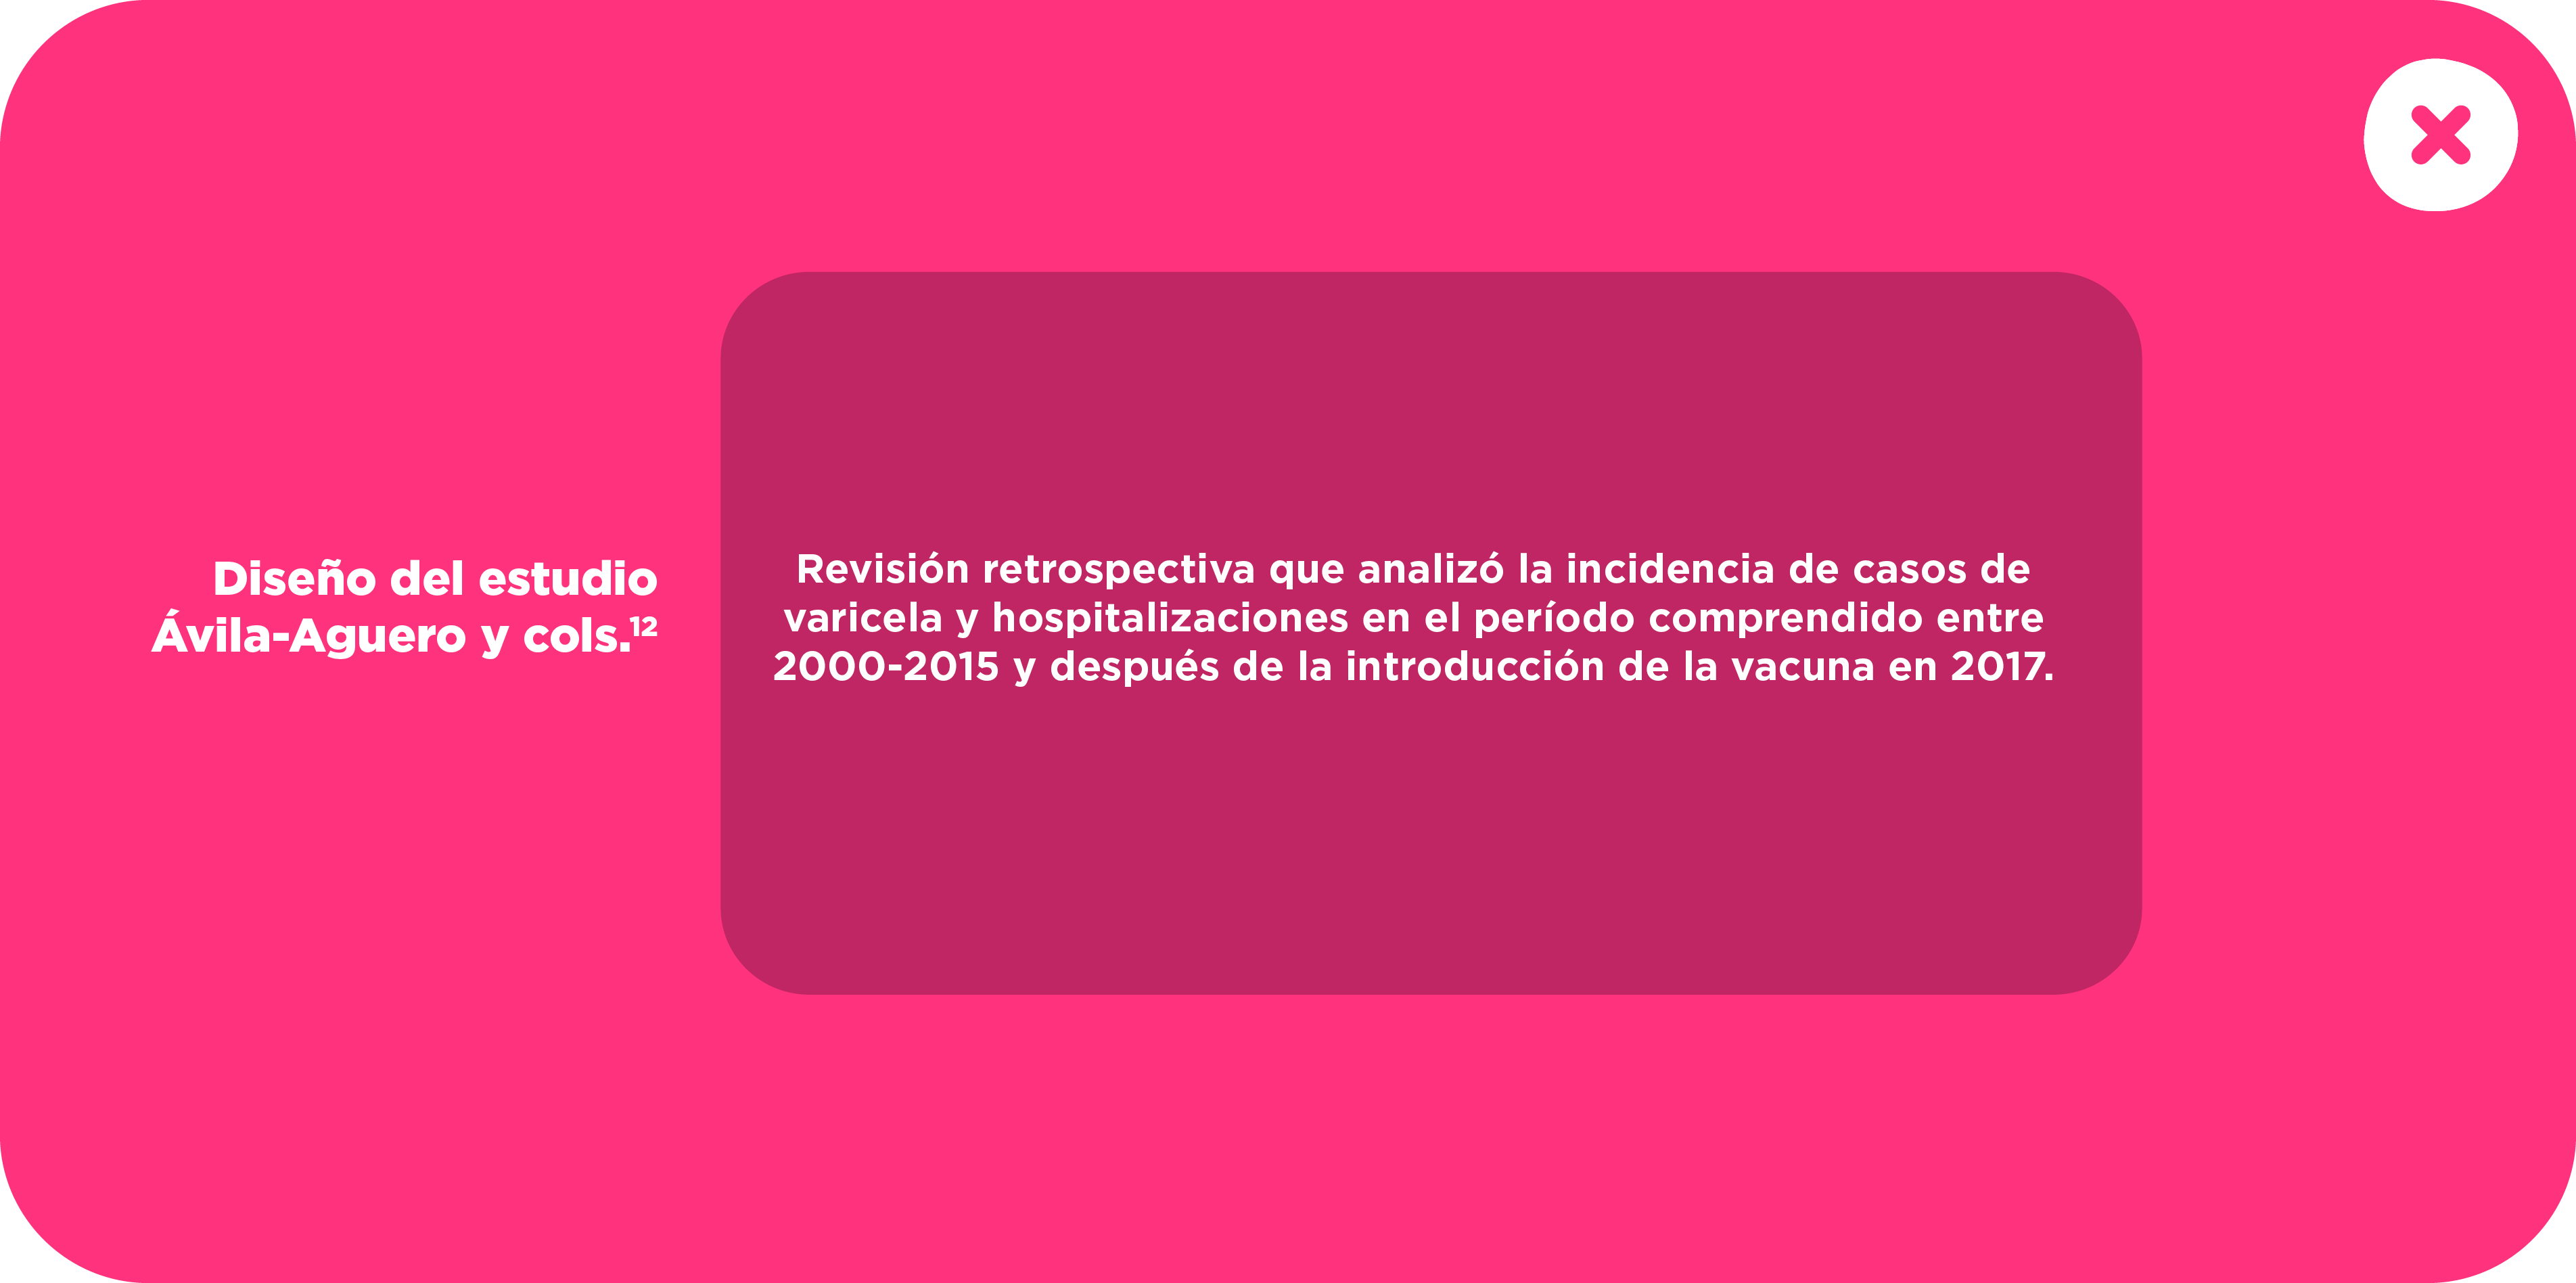 Diseño del estudio
Ávila-Aguero y cols.¹²
Revisión retrospectiva que analizó la incidencia de casos de
varicela y hospitalizaciones en el período comprendido entre
2000-2015 y después de la introducción de la vacuna en 2017.